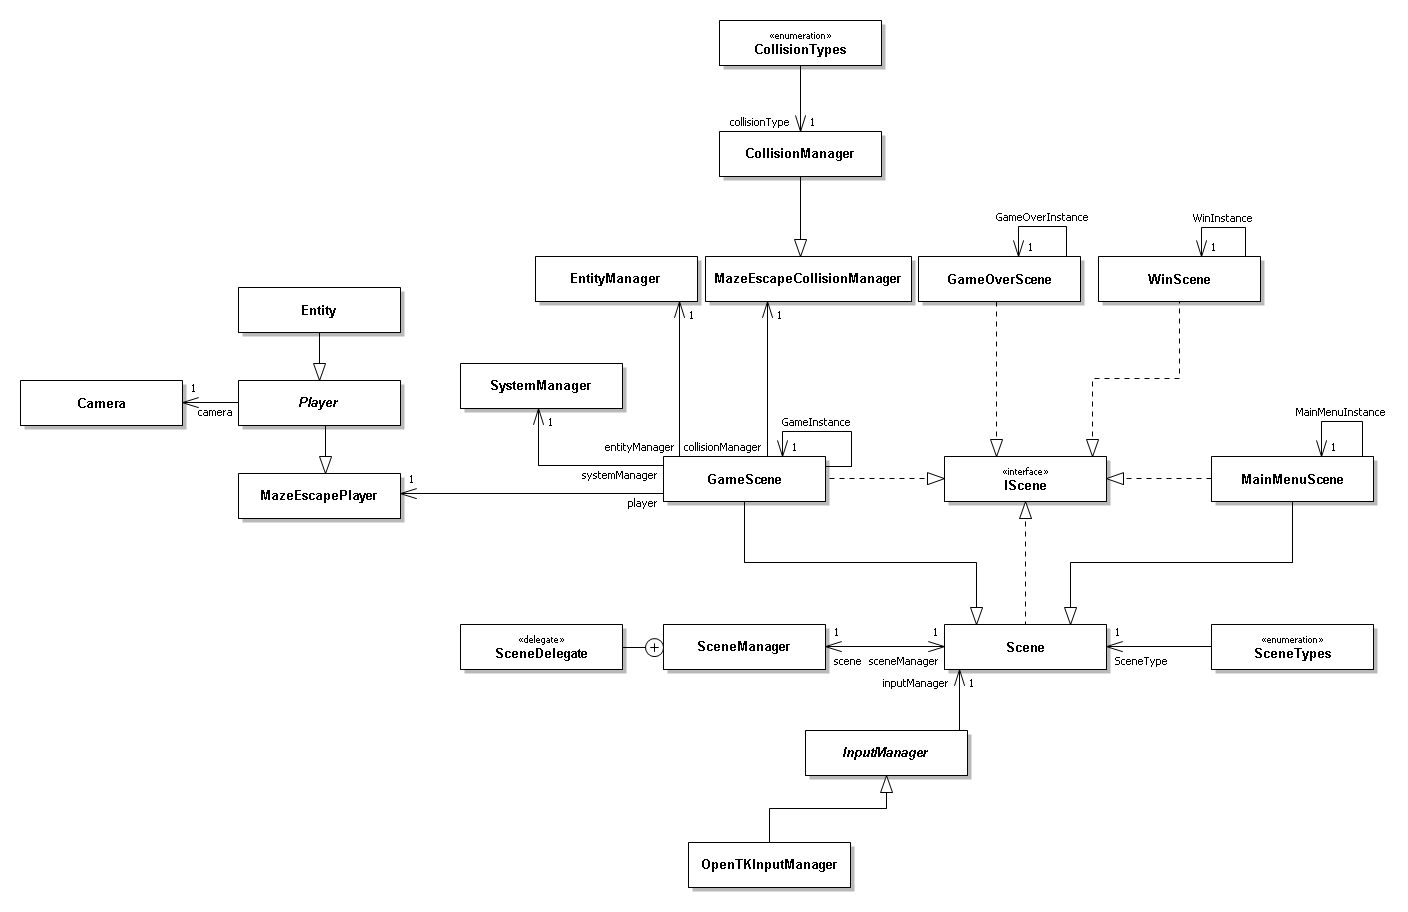 «enumeration»
CollisionTypes
collisionType 1
CollisionManager
GameOverInstance
1
WinInstance
1
EntityManager
MazeEscapeCollisionManager
GameOverScene
WinScene
Entity
1
1
SystemManager
Camera
1
camera
Player
1
MainMenuInstance
1
GameInstance
1
entityManager
collisionManager
systemManager
GameScene
«interface»
IScene
MainMenuScene
MazeEscapePlayer
1
player
«delegate»
SceneDelegate
SceneManager
1
scene
1
sceneManager
Scene
1
SceneType
«enumeration»
SceneTypes
inputManager 1
InputManager
OpenTKInputManager